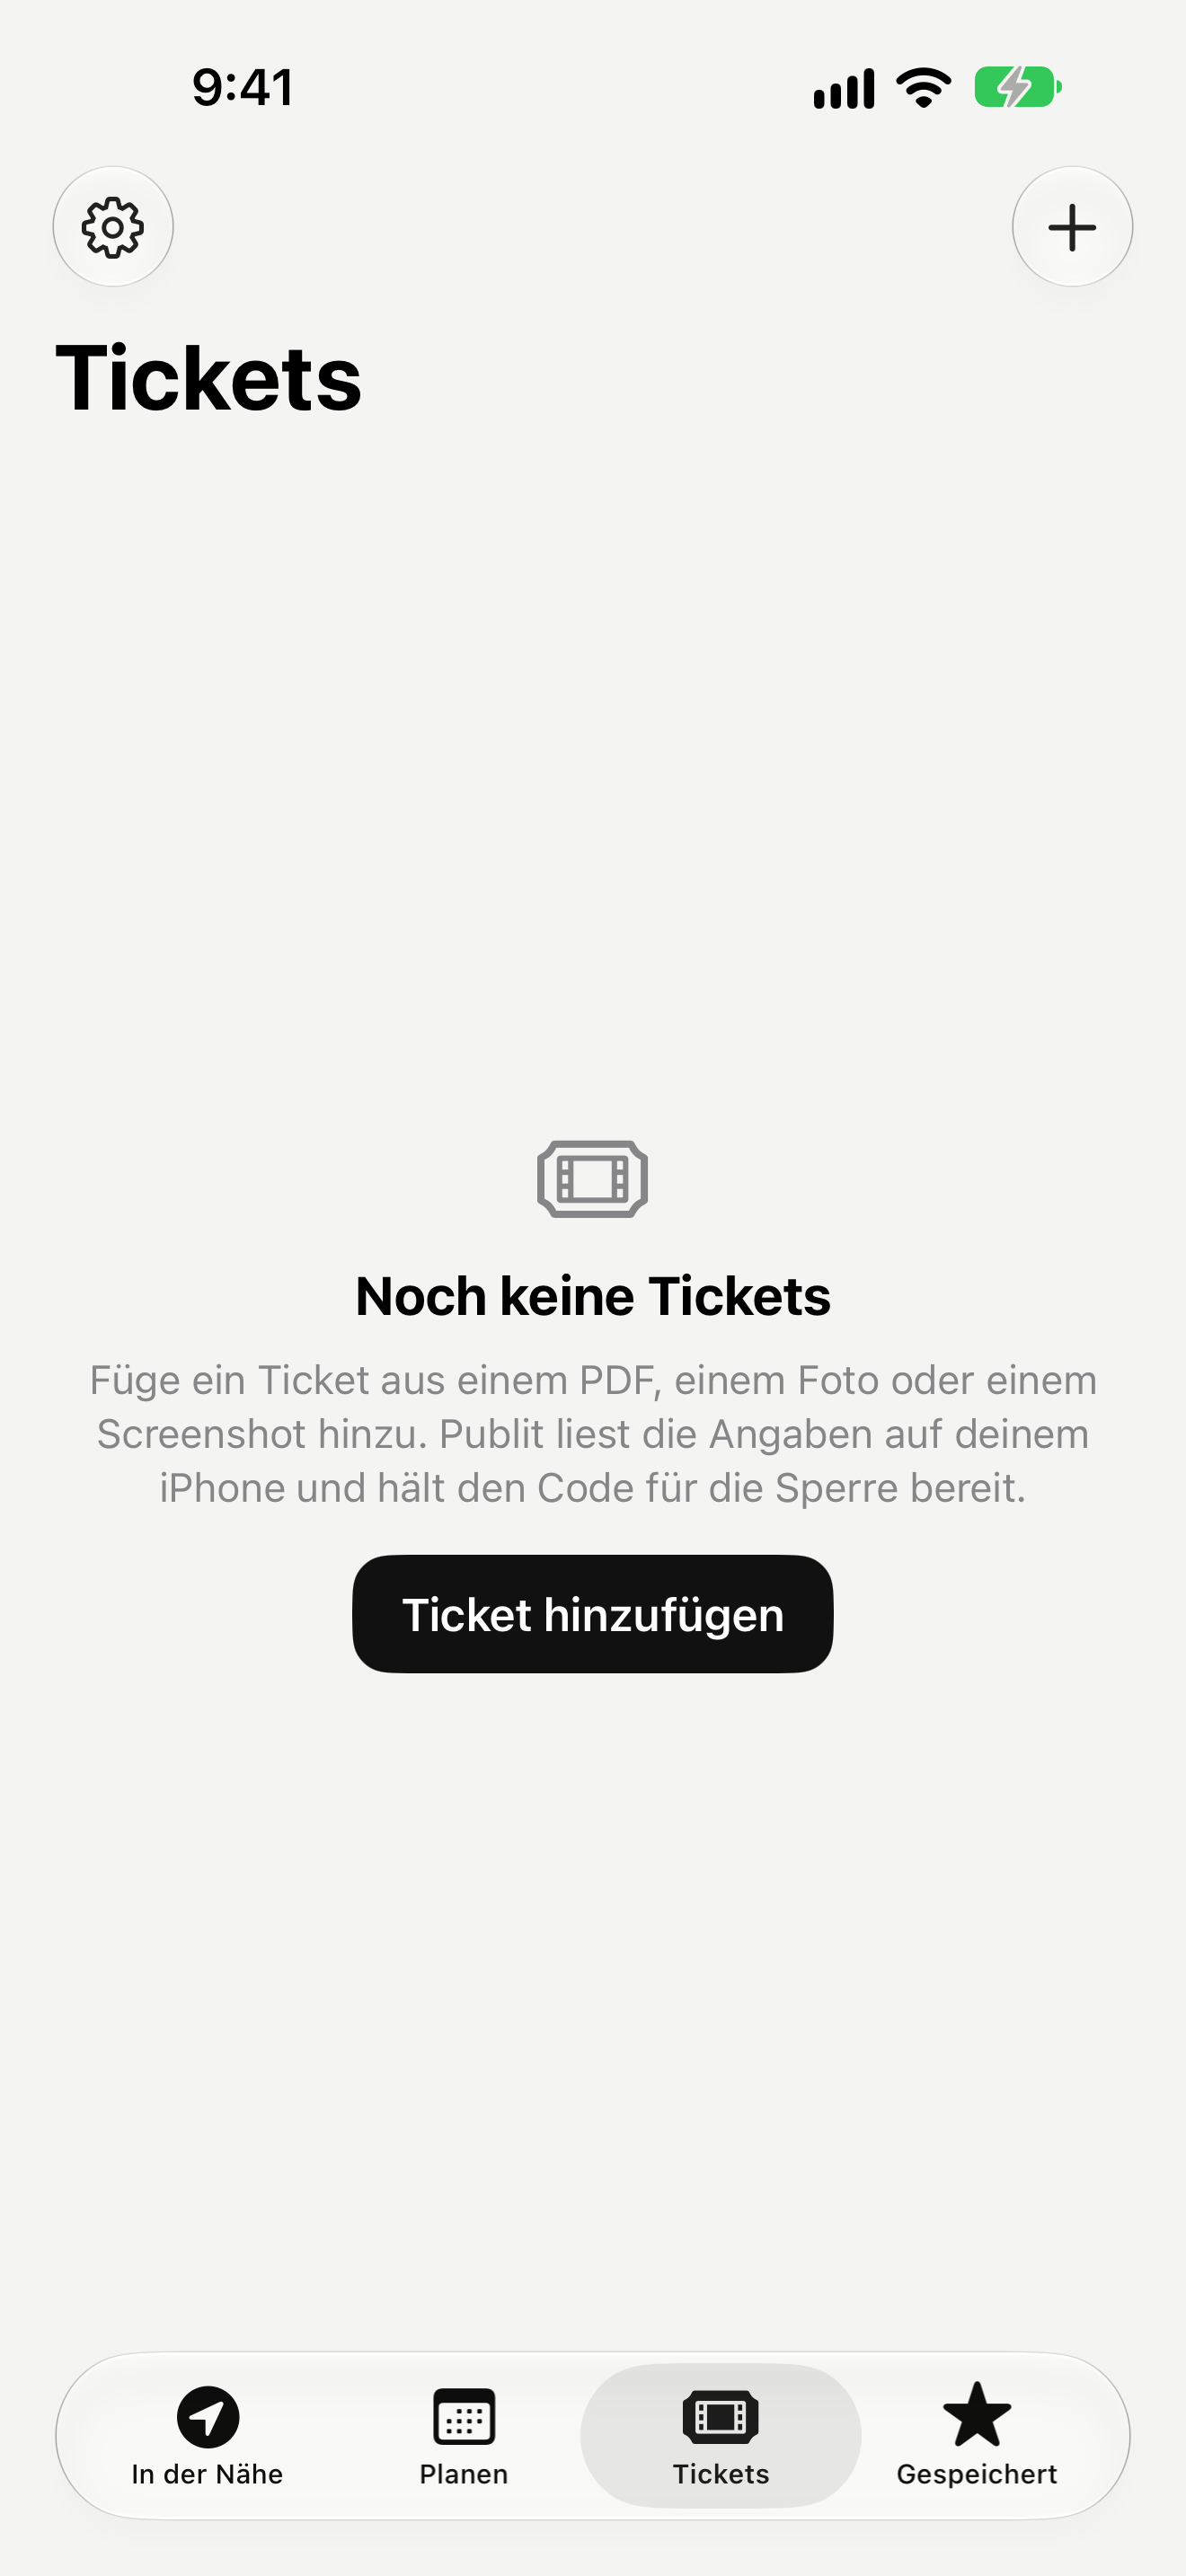 9:41
Tickets
Noch keine Tickets
Füge ein Ticket aus einem PDF, einem Foto oder einem
Screenshot hinzu. Publit liest die Angaben auf deinem
iPhone und hält den Code für die Sperre bereit.
Ticket hinzufügen
In der Nähe
Planen
Tickets
Gespeichert